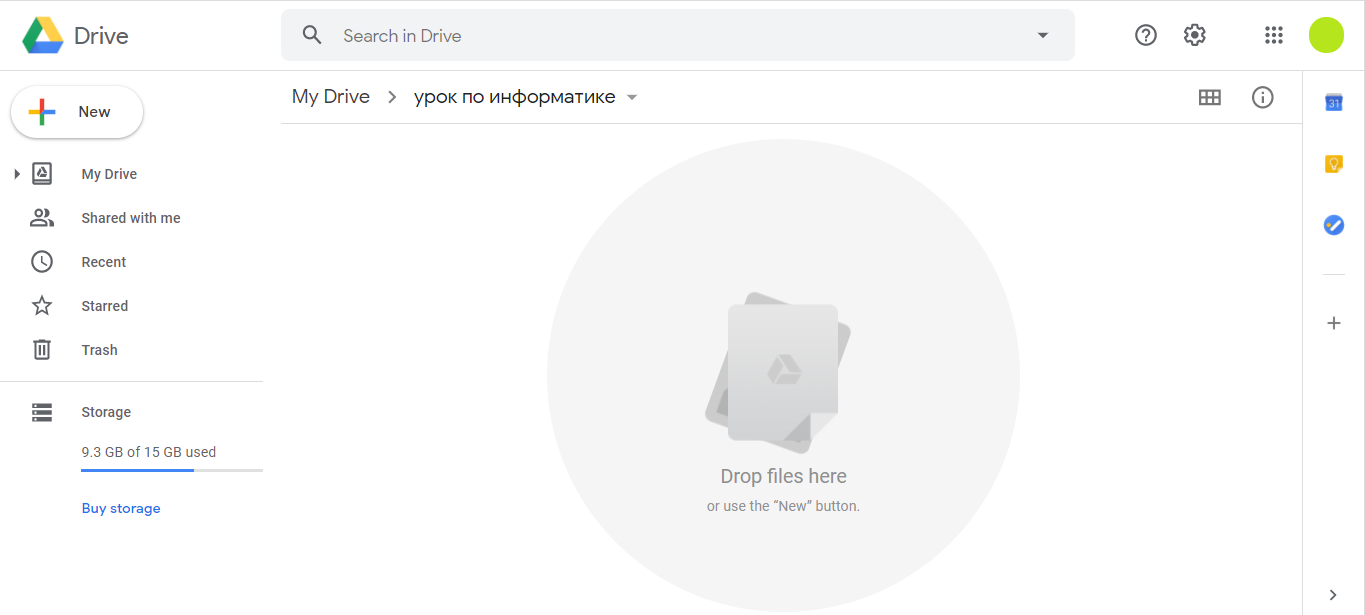 Drive
Search in Drive
New
My Drive
Shared with me
Recent
Starred
Trash
Storage
9.3 GB of 15 GB used
Buy storage
My Drive > урок по информатике
Drop files here
or use the “New” button.
31